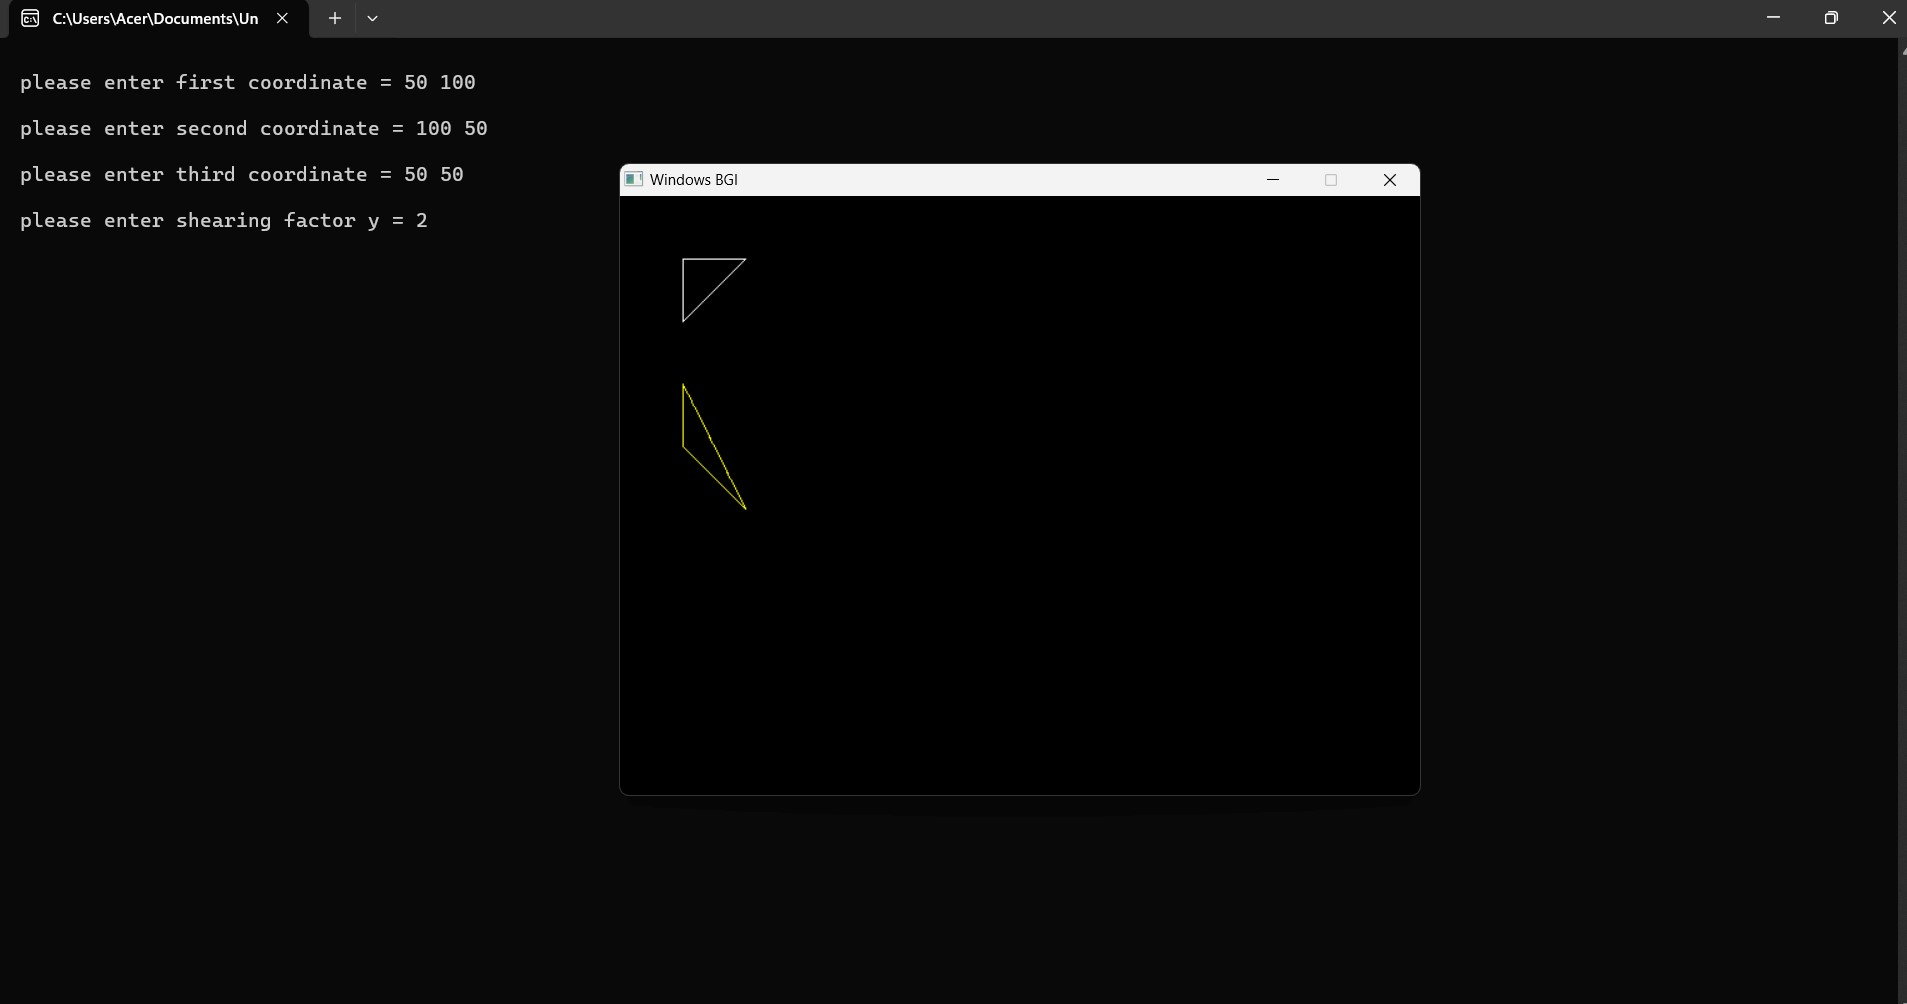 C:\Users\Acer\Documents\Un
please enter first coordinate = 50 100
please enter second coordinate = 100 50
please enter third coordinate = 50 50
please enter shearing factor y = 2
Windows BGI